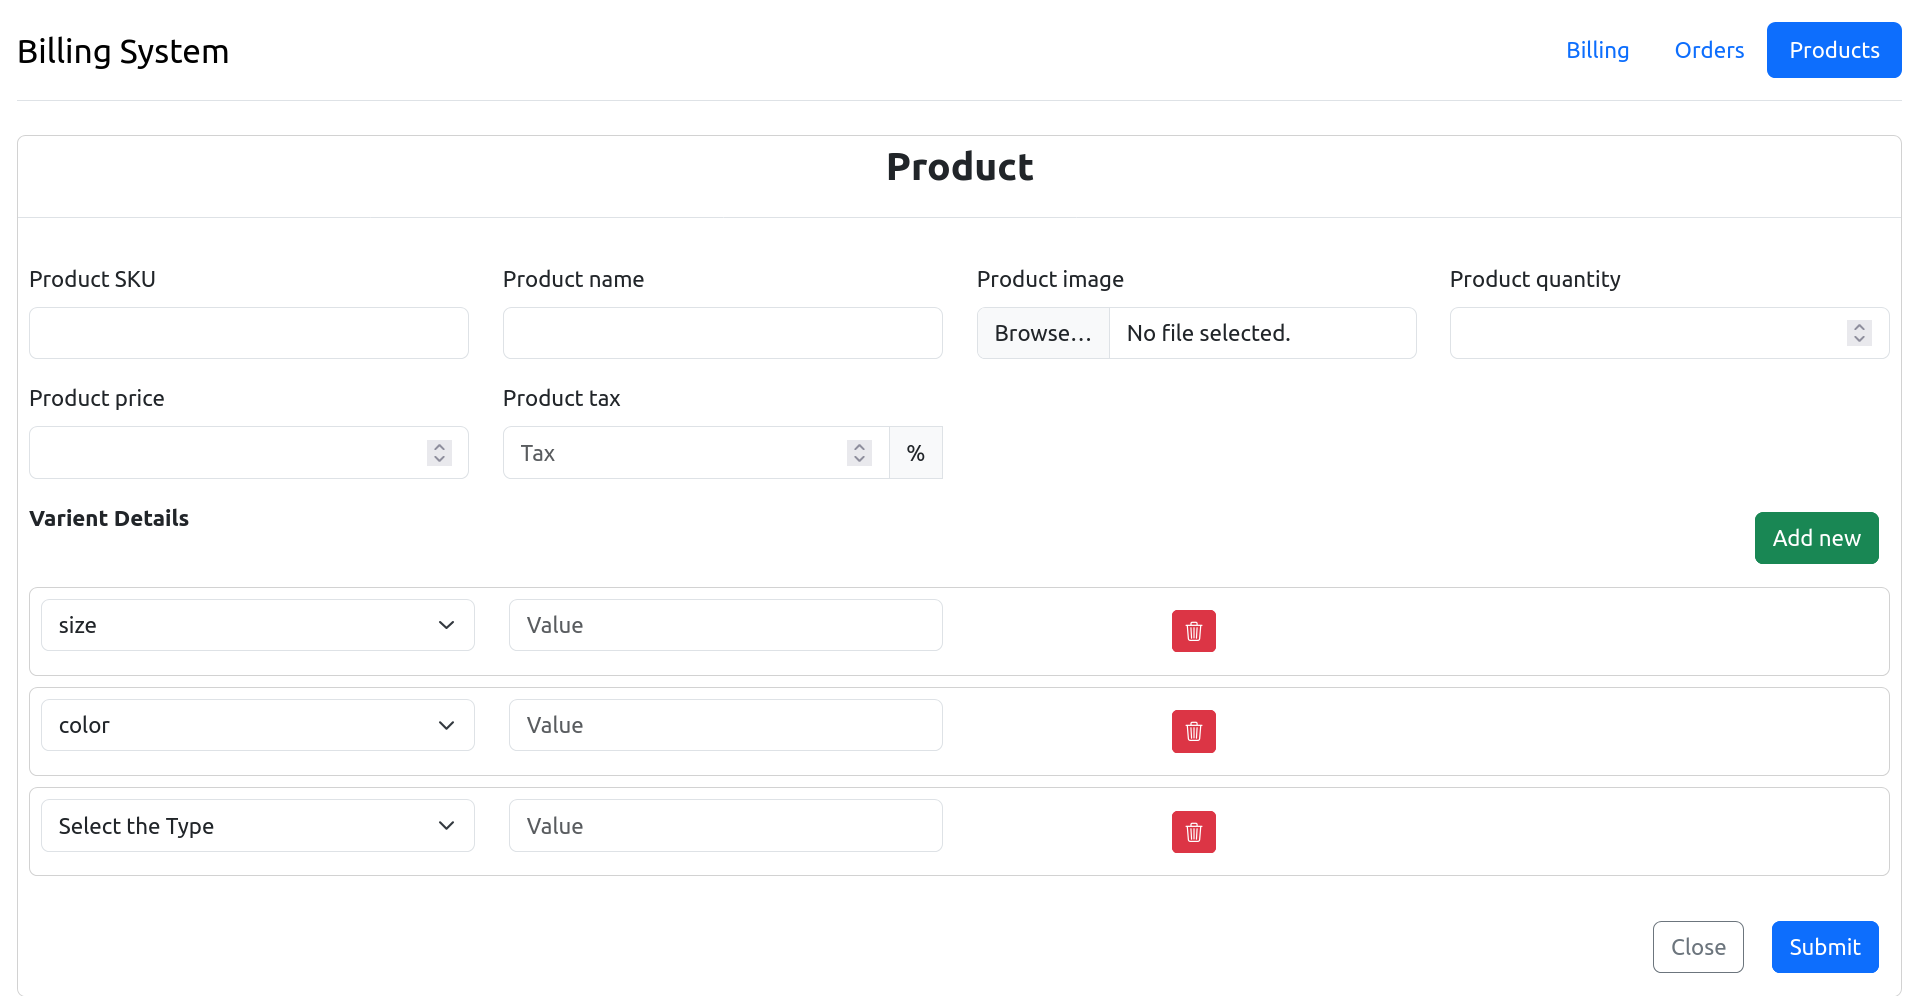 Billing System
Billing Orders Products
Product
Product SKU Product name Product image Product quantity
Browse... No file selected.
Product price Product tax
Tax %
Varient Details
Add new
size Value
color Value
Select the Type Value
Close Submit